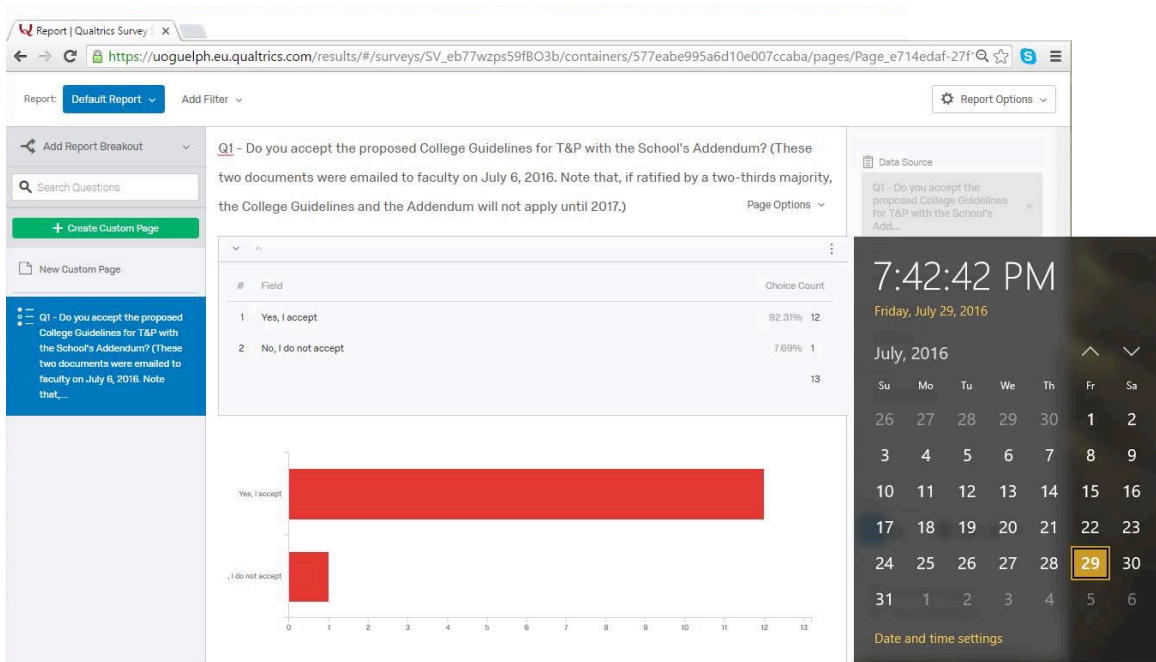 Report | Qualtrics Survey S
https://uoguelph.eu.qualtrics.com/results/#/surveys/SV_eb77wzps59fBO3b/containers/577eabe995a6d10e007ccaba/pages/Page_e714edaf-27f1
Report: Default Report Add Filter Report Options
Add Report Breakout
Search Questions
+ Create Custom Page
New Custom Page
Q1 - Do you accept the proposed
College Guidelines for T&P with
the School's Addendum? (These
two documents were emailed to
faculty on July 6, 2016. Note
that,...
Q1 - Do you accept the proposed College Guidelines for T&P with the School's Addendum? (These
two documents were emailed to faculty on July 6, 2016. Note that, if ratified by a two-thirds majority,
the College Guidelines and the Addendum will not apply until 2017.)
Page Options
# Field Choice Count
1 Yes, I accept 92.31% 12
2 No, I do not accept 7.69% 1
13
Yes, I accept
, I do not accept
0 1 2 3 4 5 6 7 8 9 10 11 12 13
Data Source
Q1 - Do you accept the
proposed College Guidelines
for T&P with the School's
Add...
7:42:42 PM
Friday, July 29, 2016
July, 2016
Su Mo Tu We Th Fr Sa
26 27 28 29 30 1 2
3 4 5 6 7 8 9
10 11 12 13 14 15 16
17 18 19 20 21 22 23
24 25 26 27 28 29 30
31 1 2 3 4 5 6
Date and time settings